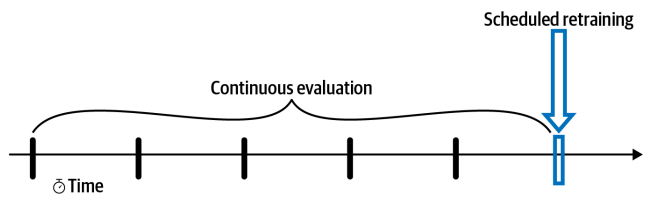 Scheduled retraining
Continuous evaluation
Time